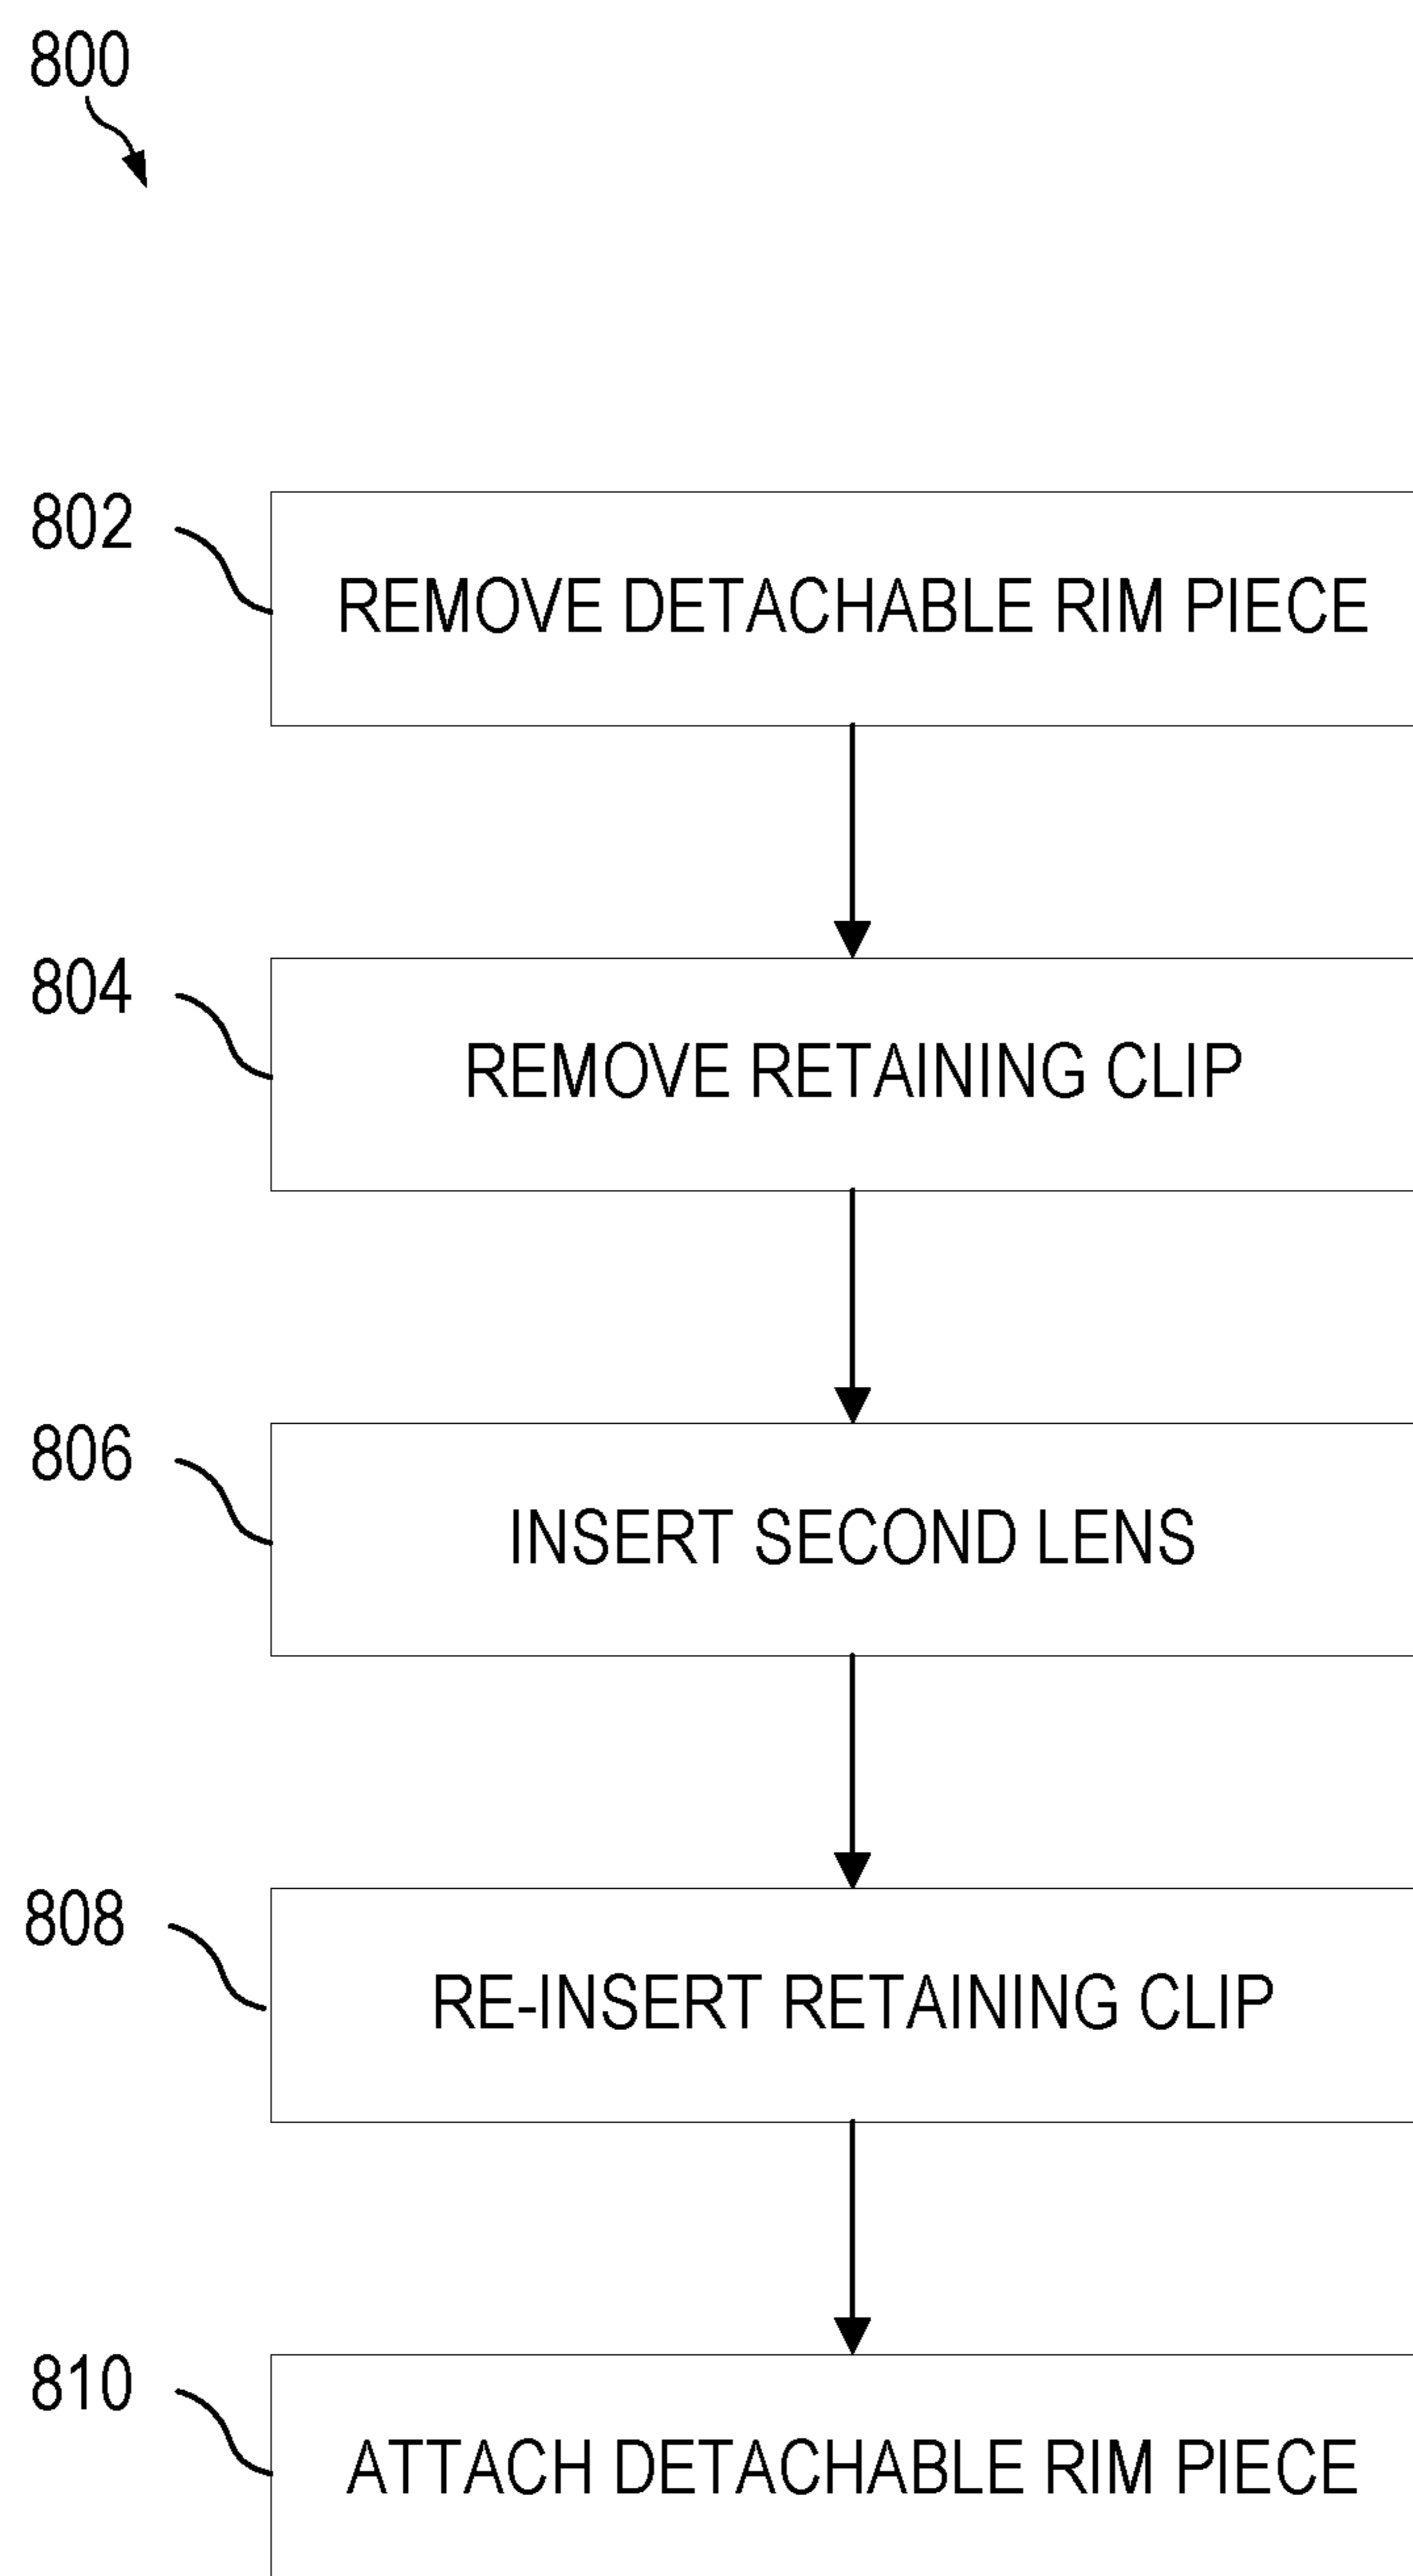 800
802
REMOVE DETACHABLE RIM PIECE
804
REMOVE RETAINING CLIP
806
INSERT SECOND LENS
808
RE-INSERT RETAINING CLIP
810
ATTACH DETACHABLE RIM PIECE